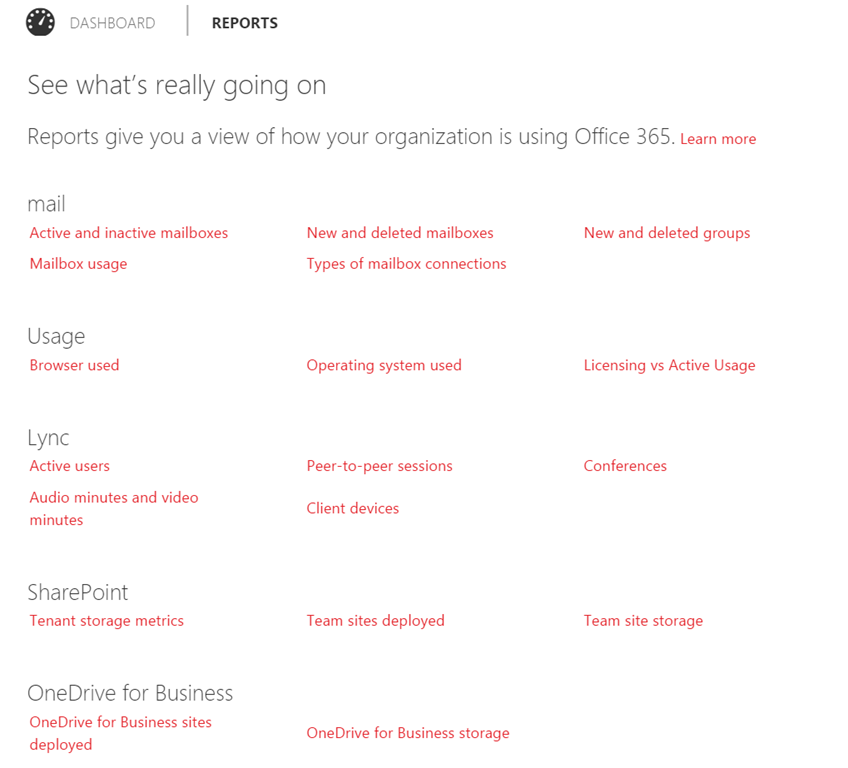 DASHBOARD REPORTS
See what’s really going on
Reports give you a view of how your organization is using Office 365. Learn more
mail
Active and inactive mailboxes New and deleted mailboxes New and deleted groups
Mailbox usage Types of mailbox connections
Usage
Browser used Operating system used Licensing vs Active Usage
Lync
Active users Peer-to-peer sessions Conferences
Audio minutes and video
minutes
Client devices
SharePoint
Tenant storage metrics Team sites deployed Team site storage
OneDrive for Business
OneDrive for Business sites
deployed
OneDrive for Business storage